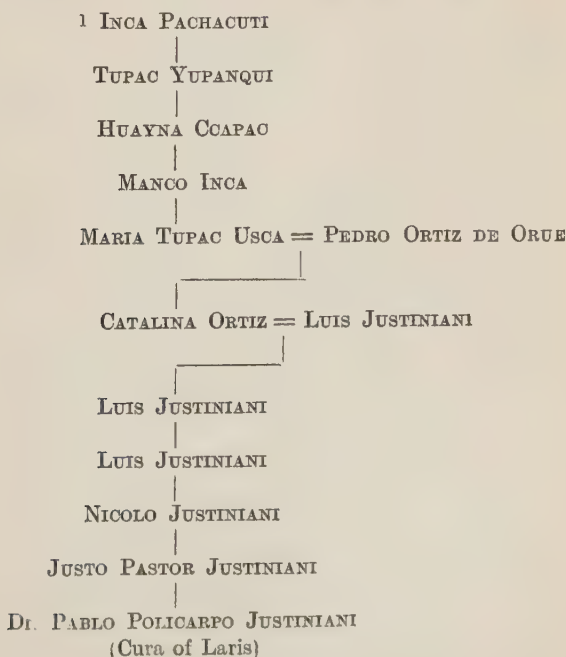 1 INCA PACHACUTI
TUPAC YUPANQUI
HUAYNA CCAPAC
MANCO INCA
MARIA TUPAC USCA = PEDRO ORTIZ DE ORUE
CATALINA ORTIZ = LUIS JUSTINIANI
LUIS JUSTINIANI
LUIS JUSTINIANI
NICOLO JUSTINIANI
JUSTO PASTOR JUSTINIANI
Dr. PABLO POLICARPO JUSTINIANI
(Cura of Laris)